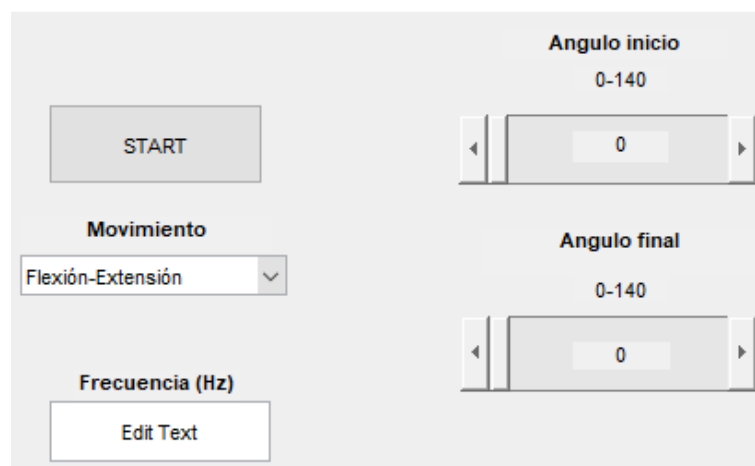 START
Movimiento
Flexión-Extensión
Frecuencia (Hz)
Edit Text
Angulo inicio
0-140
0
Angulo final
0-140
0